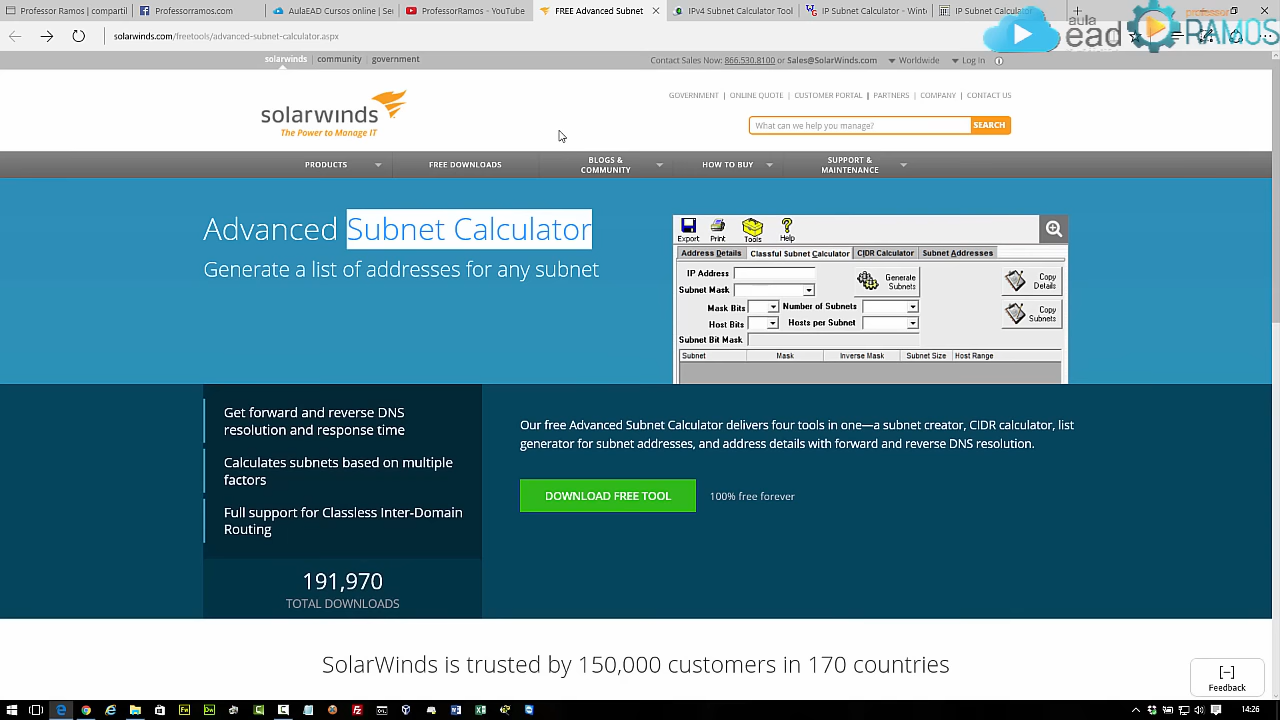 Professor Ramos | compartil
Professorramos.com
AulaEAD Cursos online | Se
ProfessorRamos - YouTube
FREE Advanced Subnet
IPv4 Subnet Calculator Tool
IP Subnet Calculator - Wint
IP Subnet Calculator
aula
ead
professor
RAMOS
solarwinds.com/freetools/advanced-subnet-calculator.aspx
solarwinds community government
Contact Sales Now: 866.530.8100 or Sales@SolarWinds.com Worldwide Log In
GOVERNMENT | ONLINE QUOTE | CUSTOMER PORTAL | PARTNERS | COMPANY | CONTACT US
solarwinds
The Power to Manage IT
What can we help you manage? SEARCH
PRODUCTS
FREE DOWNLOADS
BLOGS &
COMMUNITY
HOW TO BUY
SUPPORT &
MAINTENANCE
Advanced Subnet Calculator
Generate a list of addresses for any subnet
Export Print Tools Help
Address Details Classful Subnet Calculator CIDR Calculator Subnet Addresses
IP Address
Subnet Mask
Generate
Subnets
Copy
Details
Mask Bits Number of Subnets
Host Bits Hosts per Subnet
Copy
Subnets
Subnet Bit Mask
Subnet Mask Inverse Mask Subnet Size Host Range
Get forward and reverse DNS
resolution and response time
Calculates subnets based on multiple
factors
Full support for Classless Inter-Domain
Routing
191,970
TOTAL DOWNLOADS
Our free Advanced Subnet Calculator delivers four tools in one—a subnet creator, CIDR calculator, list
generator for subnet addresses, and address details with forward and reverse DNS resolution.
DOWNLOAD FREE TOOL 100% free forever
SolarWinds is trusted by 150,000 customers in 170 countries
[−]
Feedback
14:26